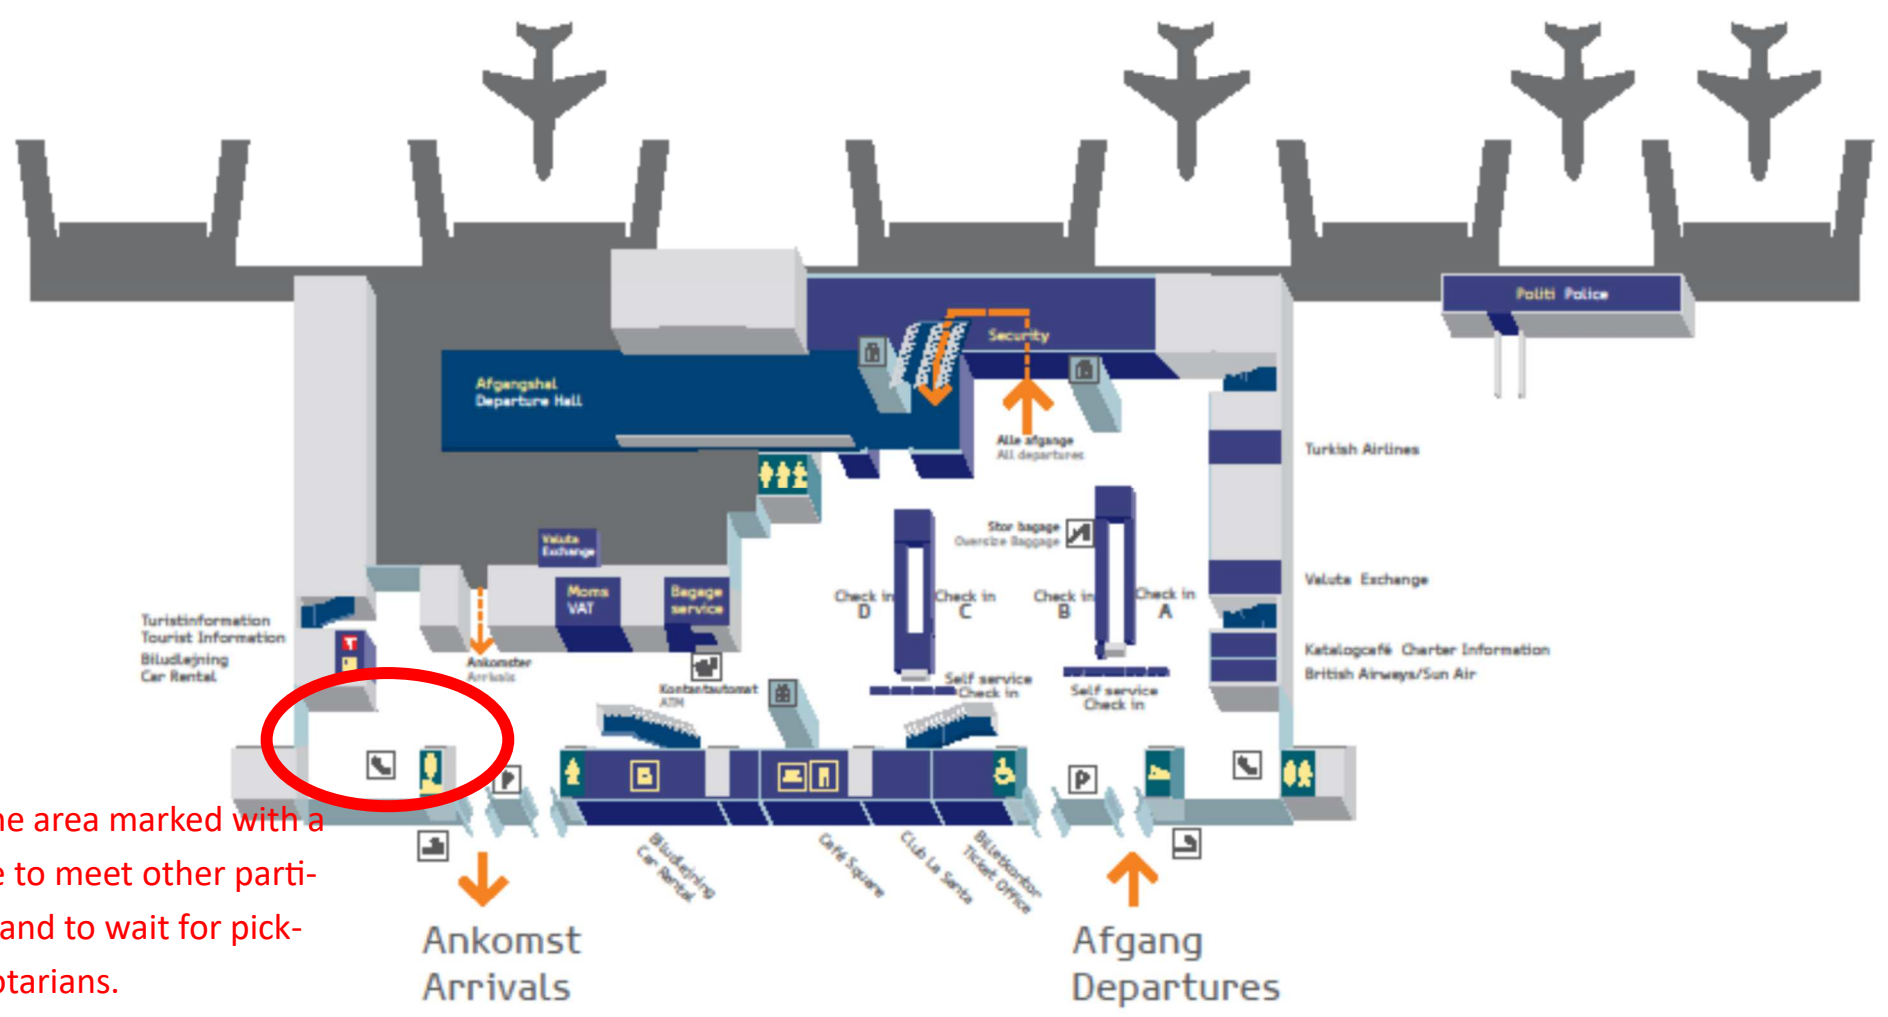 Politi Police
Security
Afgangshal
Departure Hall
Alle afgange
All departures
Turkish Airlines
Stor bagage
Oversize Baggage
Valuta
Exchange
Valuta Exchange
Moms
VAT
Bagage
service
Check in
D
Check in
C
Check in
B
Check in
A
Turistinformation
Tourist Information
Biludlejning
Car Rental
T
Ankomster
Arrivals
Katalogcafé Charter Information
British Airways/Sun Air
Kontantautomat
ATM
Self service
Check in
Self service
Check in
P
P
ne area marked with a
e to meet other parti-
and to wait for pick-
otarians.
Biludlejning
Car Rental
Café Square
Club La Santa
Billetkontor
Ticket Office
Ankomst
Arrivals
Afgang
Departures